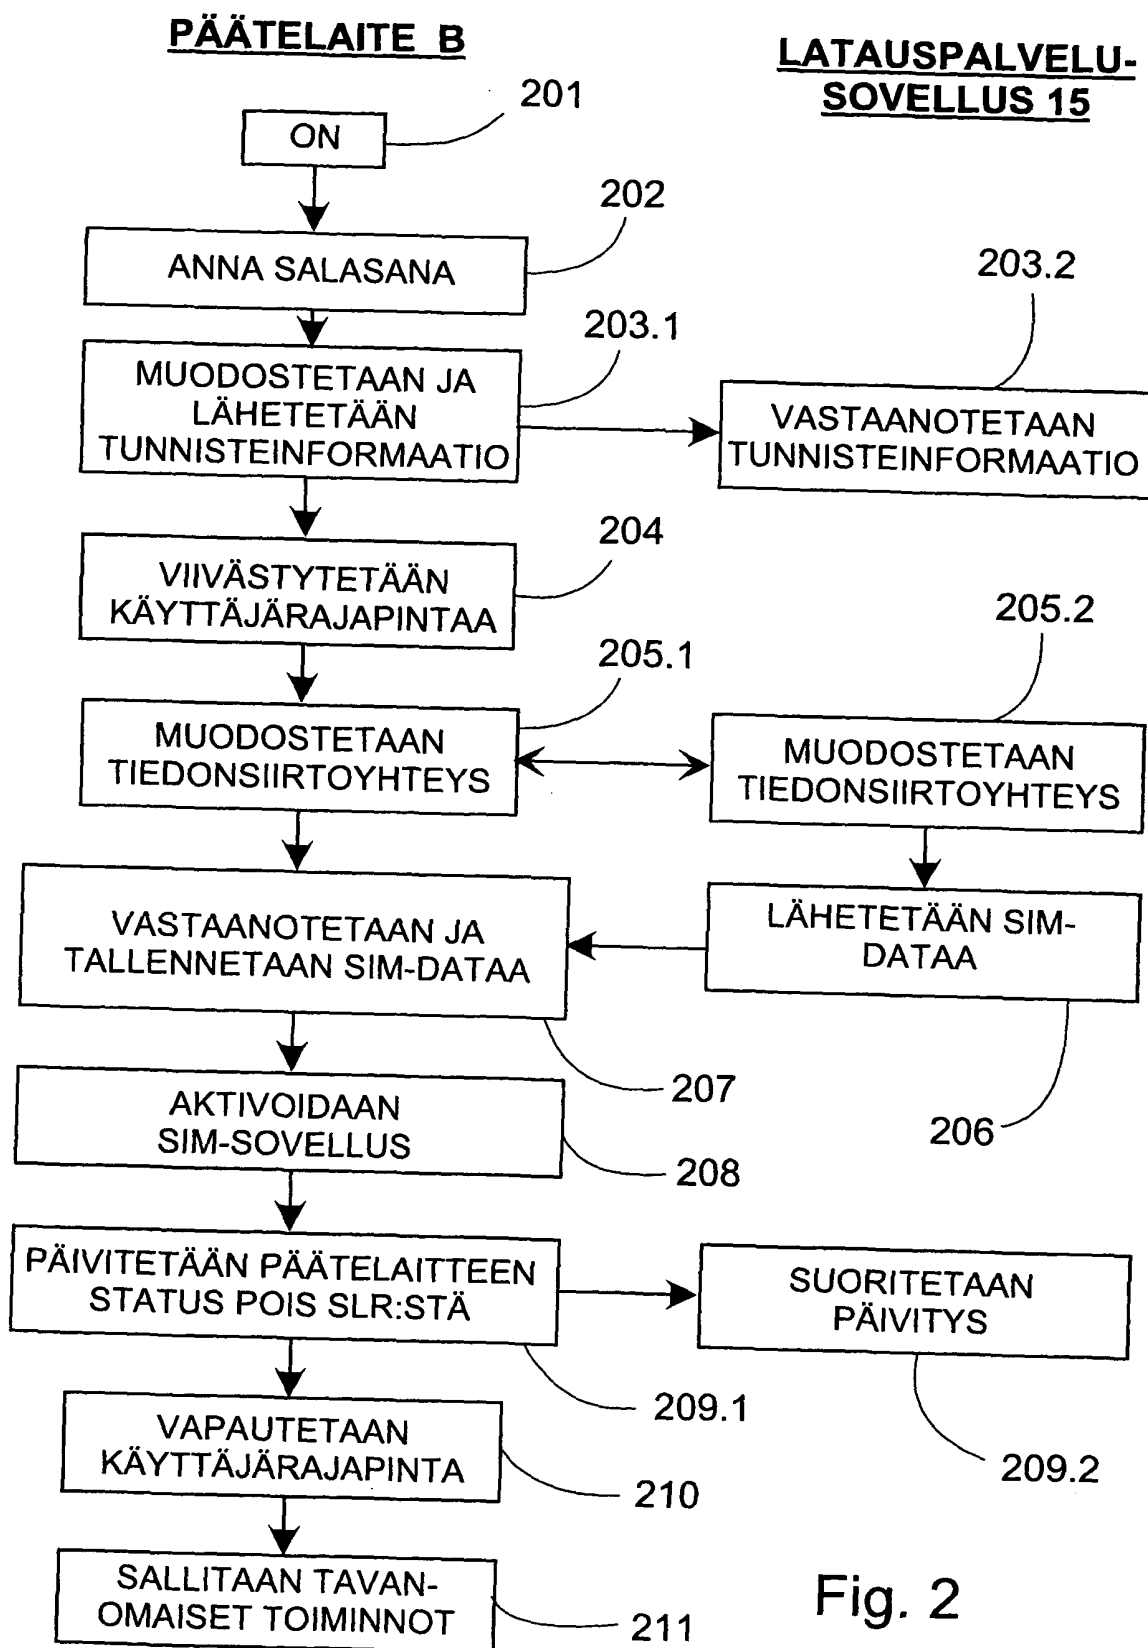 PÄÄTELAITE B
LATAUSPALVELU-
SOVELLUS 15
201
ON
202
ANNA SALASANA
203.1
203.2
MUODOSTETAAN JA
LÄHETETÄÄN
TUNNISTEINFORMAATIO
VASTAANOTETAAN
TUNNISTEINFORMAATIO
204
VIIVÄSTYTETÄÄN
KÄYTTÄJÄRAJAPINTAA
205.1
205.2
MUODOSTETAAN
TIEDONSIIRTOYHTEYS
MUODOSTETAAN
TIEDONSIIRTOYHTEYS
VASTAANOTETAAN JA
TALLENNETAAN SIM-DATAA
LÄHETETÄÄN SIM-
DATAA
207
206
AKTIVOIDAAN
SIM-SOVELLUS
208
PÄIVITETÄÄN PÄÄTELAITTEEN
STATUS POIS SLR:STÄ
SUORITETAAN
PÄIVITYS
209.1
209.2
VAPAUTETAAN
KÄYTTÄJÄRAJAPINTA
210
SALLITAAN TAVAN-
OMAISET TOIMINNOT
211
Fig. 2